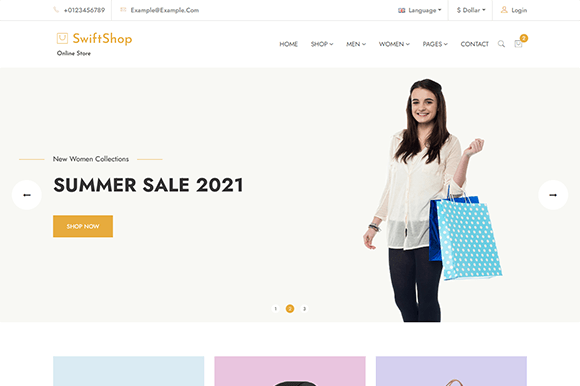 +0123456789
Example@Example.Com
Language
$ Dollar
Login
SwiftShop
Online Store
HOME
SHOP
MEN
WOMEN
PAGES
CONTACT
2
New Women Collections
SUMMER SALE 2021
SHOP NOW
1
2
3